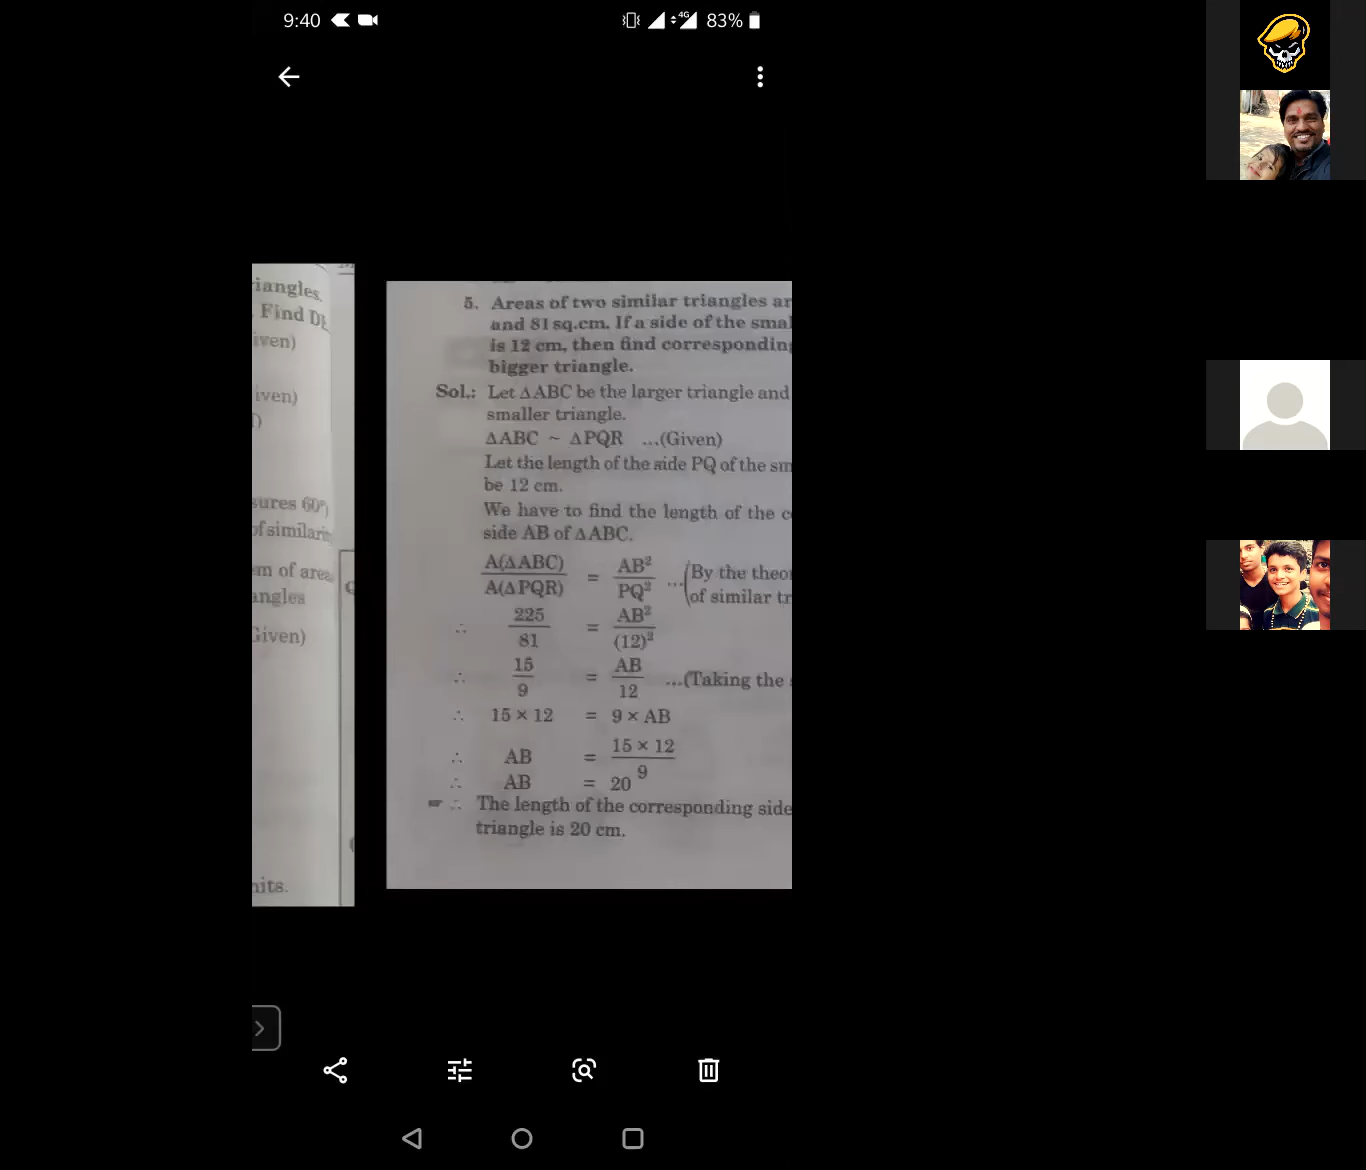 9:40
4G
83%
iangles.
. Find DE
iven)
iven)
sures 60°)
of similarity
em of areas
angles
Given)
nits.
5. Areas of two similar triangles ar
and 81 sq.cm. If a side of the smal
is 12 cm, then find corresponding
bigger triangle.
Sol.: Let ΔABC be the larger triangle and
smaller triangle.
ΔABC ~ ΔPQR ...(Given)
Let the length of the side PQ of the sm
be 12 cm.
We have to find the length of the c
side AB of ΔABC.
A(ΔABC)/A(ΔPQR) = AB²/PQ² ...(By the theor
of similar tr
∴ 225/81 = AB²/(12)²
∴ 15/9 = AB/12 ...(Taking the s
∴ 15 × 12 = 9 × AB
∴ AB = 15 × 12/9
∴ AB = 20
☞ ∴ The length of the corresponding side
triangle is 20 cm.